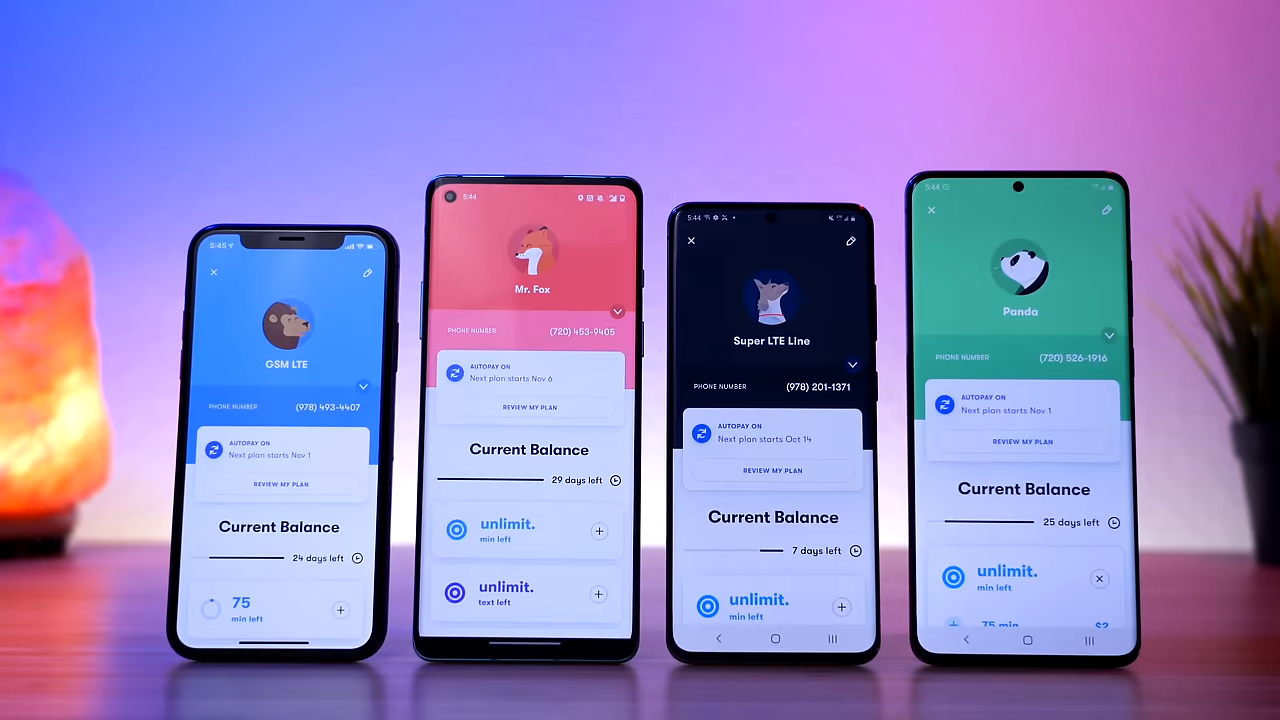 5:45
GSM LTE
PHONE NUMBER (978) 493-4407
AUTOPAY ON
Next plan starts Nov 1
REVIEW MY PLAN
Current Balance
24 days left
75
min left
5:44
Mr. Fox
PHONE NUMBER (720) 453-9405
AUTOPAY ON
Next plan starts Nov 6
REVIEW MY PLAN
Current Balance
29 days left
unlimit.
min left
unlimit.
text left
5:44
Super LTE Line
PHONE NUMBER (978) 201-1371
AUTOPAY ON
Next plan starts Oct 14
REVIEW MY PLAN
Current Balance
7 days left
unlimit.
min left
5:44
Panda
PHONE NUMBER (720) 526-1916
AUTOPAY ON
Next plan starts Nov 1
REVIEW MY PLAN
Current Balance
25 days left
unlimit.
min left
75 min $2